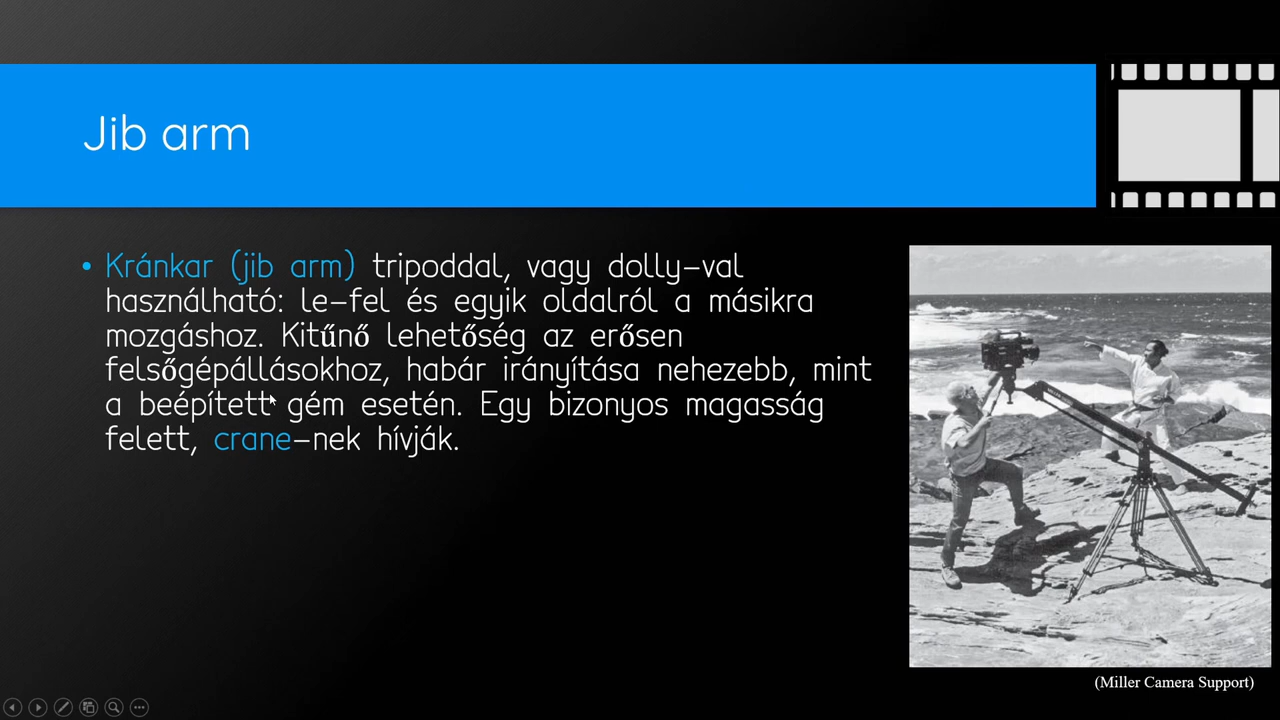 Jib arm
• Kránkar (jib arm) tripoddal, vagy dolly-val
használható: le-fel és egyik oldalról a másikra
mozgáshoz. Kitűnő lehetőség az erősen
felsőgépállásokhoz, habár irányítása nehezebb, mint
a beépített gém esetén. Egy bizonyos magasság
felett, crane-nek hívják.
(Miller Camera Support)